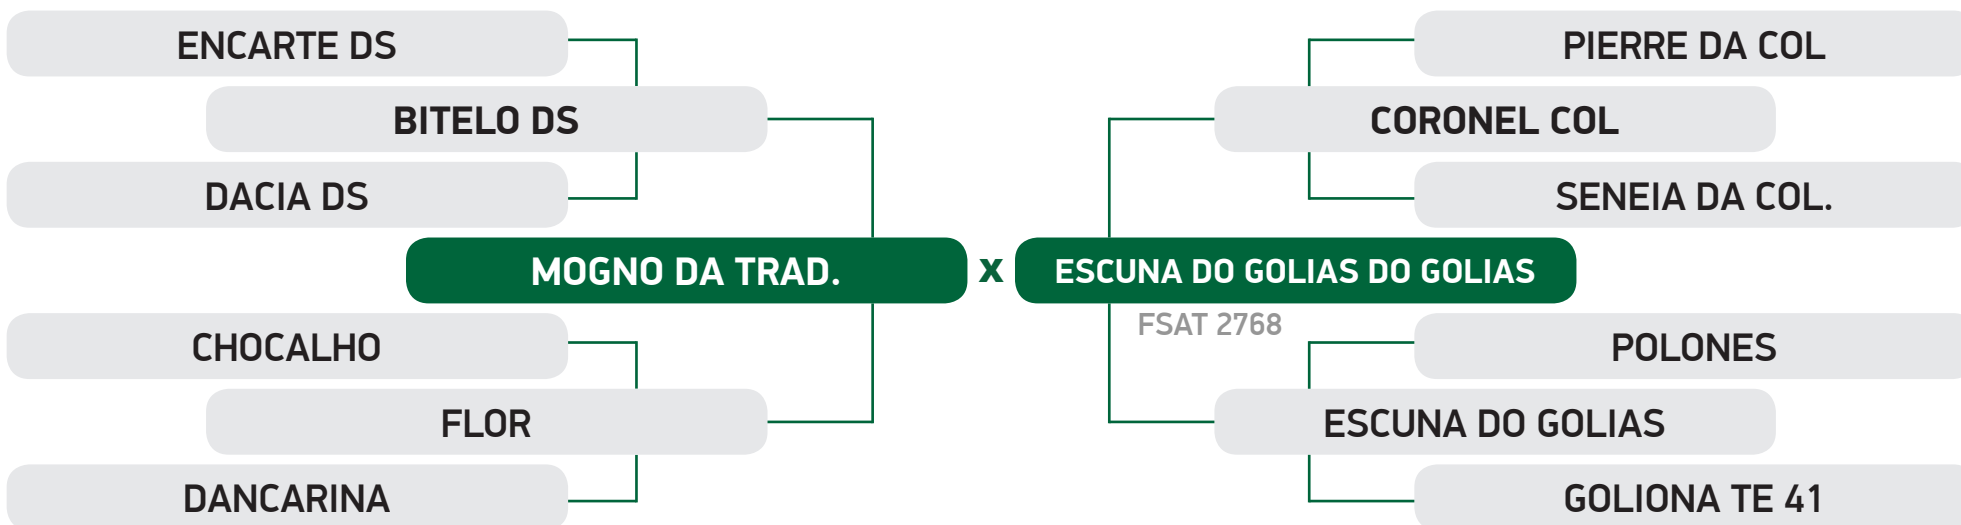 ENCARTE DS
PIERRE DA COL
BITELO DS
CORONEL COL
DACIA DS
SENEIA DA COL.
MOGNO DA TRAD.
x
ESCUNA DO GOLIAS DO GOLIAS
FSAT 2768
CHOCALHO
POLONES
FLOR
ESCUNA DO GOLIAS
DANCARINA
GOLIONA TE 41